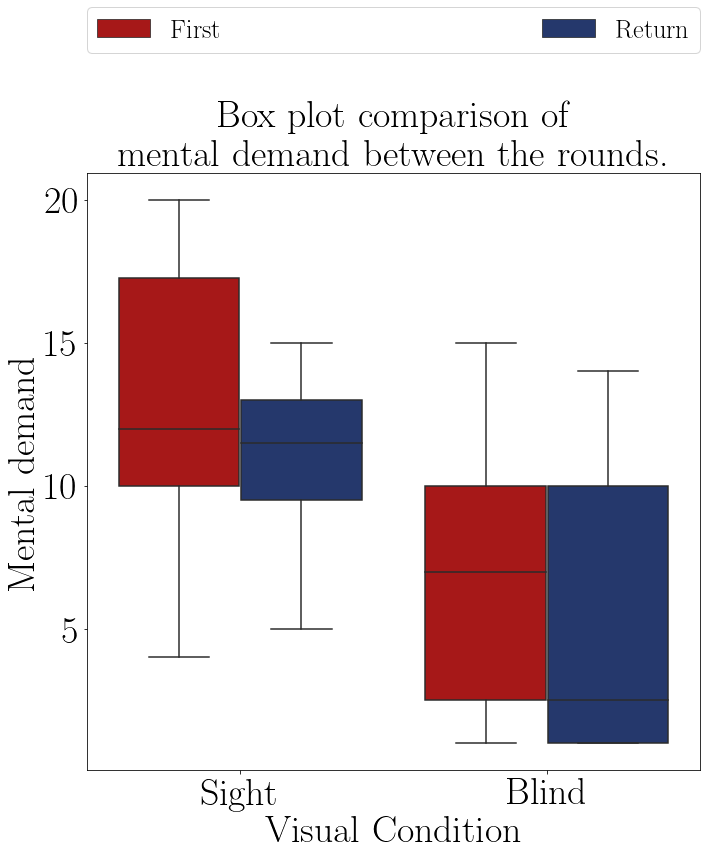 First
Return
Box plot comparison of
mental demand between the rounds.
20
15
10
5
Mental demand
Sight
Blind
Visual Condition